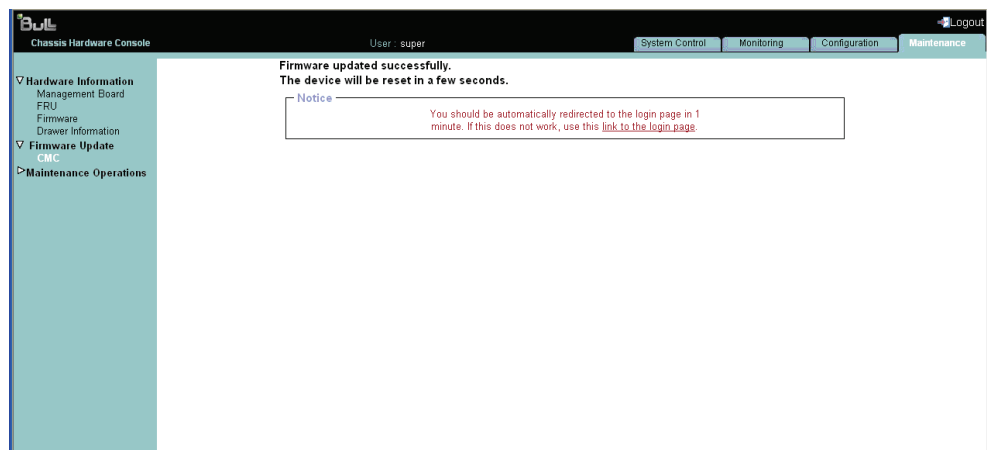 Bull
Logout
Chassis Hardware Console
User : super
System Control
Monitoring
Configuration
Maintenance
Hardware Information
Management Board
FRU
Firmware
Drawer Information
Firmware Update
CMC
Maintenance Operations
Firmware updated successfully.
The device will be reset in a few seconds.
Notice
You should be automatically redirected to the login page in 1
minute. If this does not work, use this link to the login page.